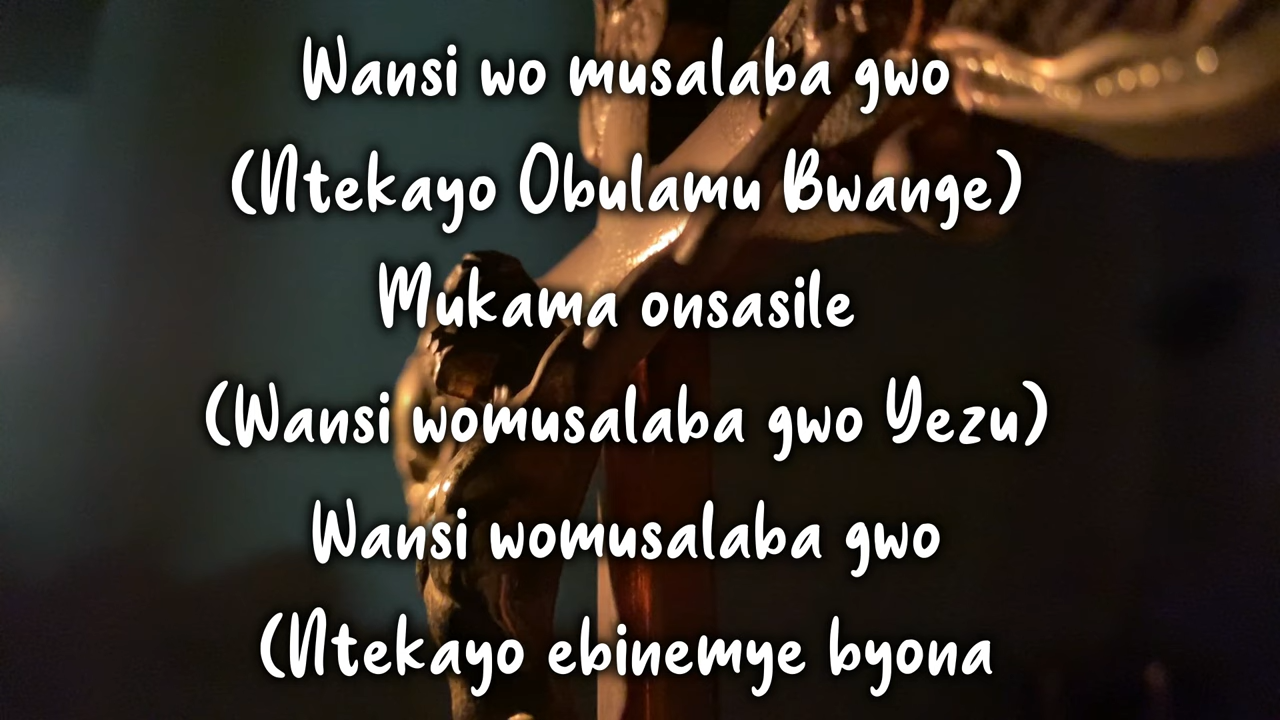 Wansi wo musalaba gwo
(Ntekayo Obulamu Bwange)
Mukama onsasile
(Wansi womusalaba gwo Yezu)
Wansi womusalaba gwo
(Ntekayo ebinemye byona